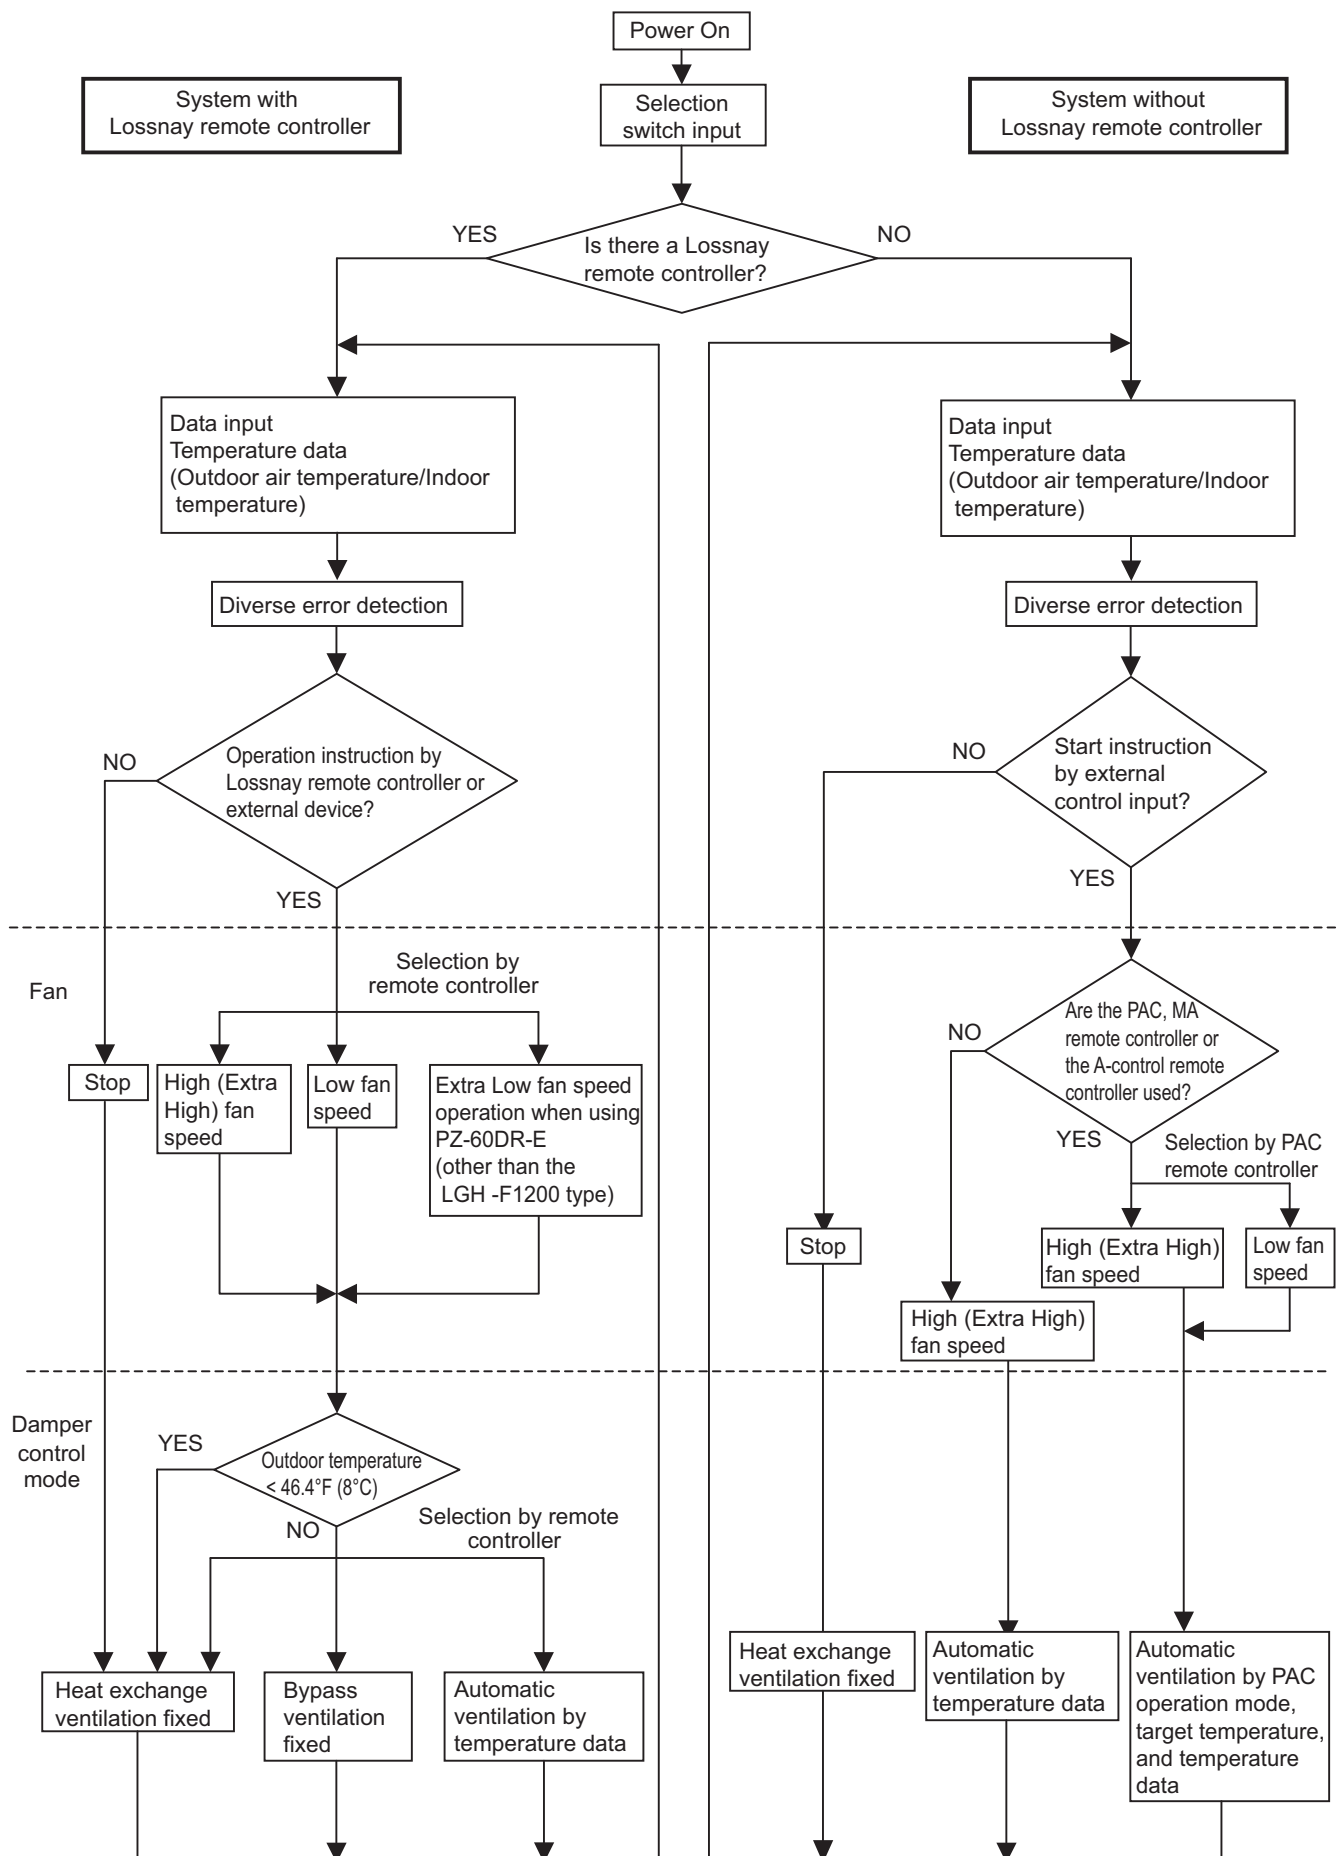 Power On
System with
Lossnay remote controller
Selection
switch input
System without
Lossnay remote controller
YES
NO
Is there a Lossnay
remote controller?
Data input
Temperature data
(Outdoor air temperature/Indoor
temperature)
Data input
Temperature data
(Outdoor air temperature/Indoor
temperature)
Diverse error detection
Diverse error detection
NO
Operation instruction by
Lossnay remote controller or
external device?
YES
NO
Start instruction
by external
control input?
YES
Fan
Selection by
remote controller
Stop
High (Extra
High) fan
speed
Low fan
speed
Extra Low fan speed
operation when using
PZ-60DR-E
(other than the
LGH -F1200 type)
NO
Are the PAC, MA
remote controller or
the A-control remote
controller used?
YES
Selection by PAC
remote controller
Stop
High (Extra High)
fan speed
Low fan
speed
High (Extra High)
fan speed
Damper
control
mode
YES
Outdoor temperature
< 46.4°F (8°C)
NO
Selection by remote
controller
Heat exchange
ventilation fixed
Bypass
ventilation
fixed
Automatic
ventilation by
temperature data
Heat exchange
ventilation fixed
Automatic
ventilation by
temperature data
Automatic
ventilation by PAC
operation mode,
target temperature,
and temperature
data